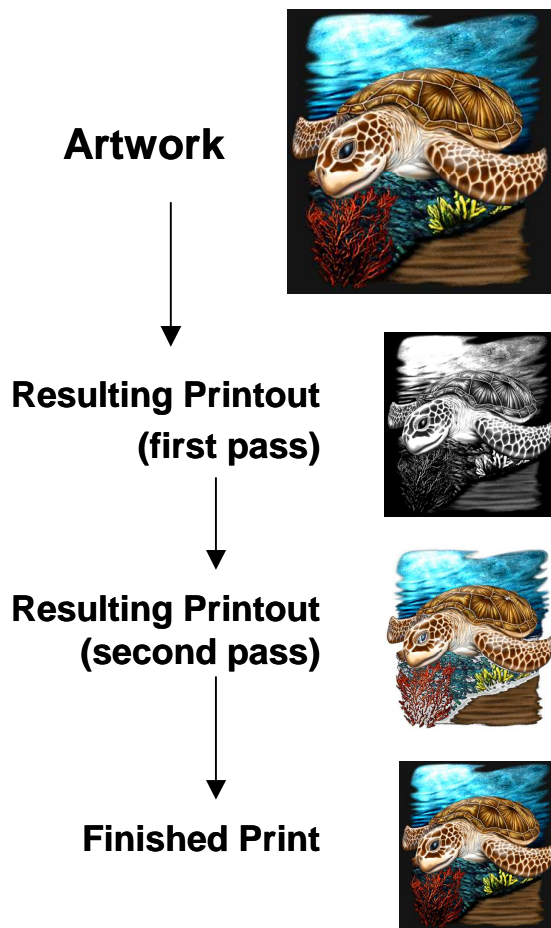 Artwork
Resulting Printout
(first pass)
Resulting Printout
(second pass)
Finished Print